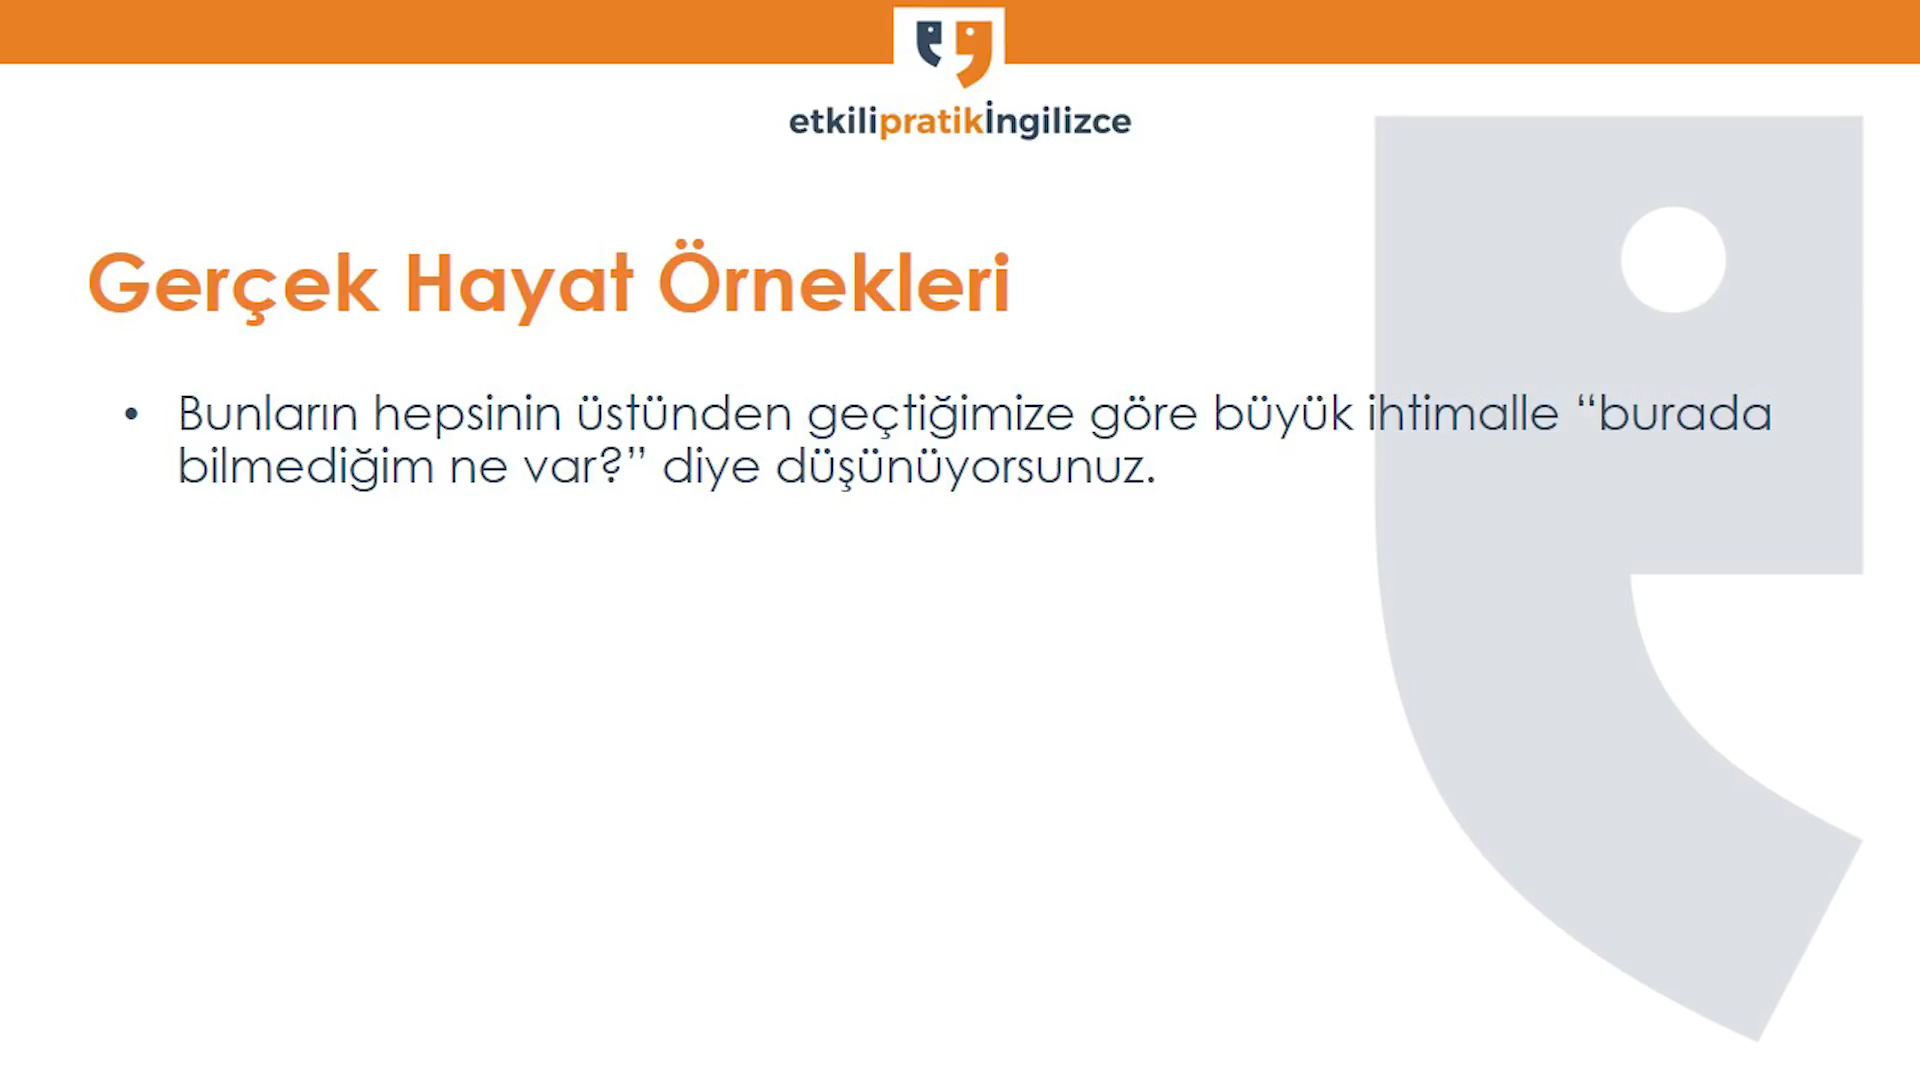 etkilipratikİngilizce
Gerçek Hayat Örnekleri
• Bunların hepsinin üstünden geçtiğimize göre büyük ihtimalle “burada
bilmediğim ne var?” diye düşünüyorsunuz.